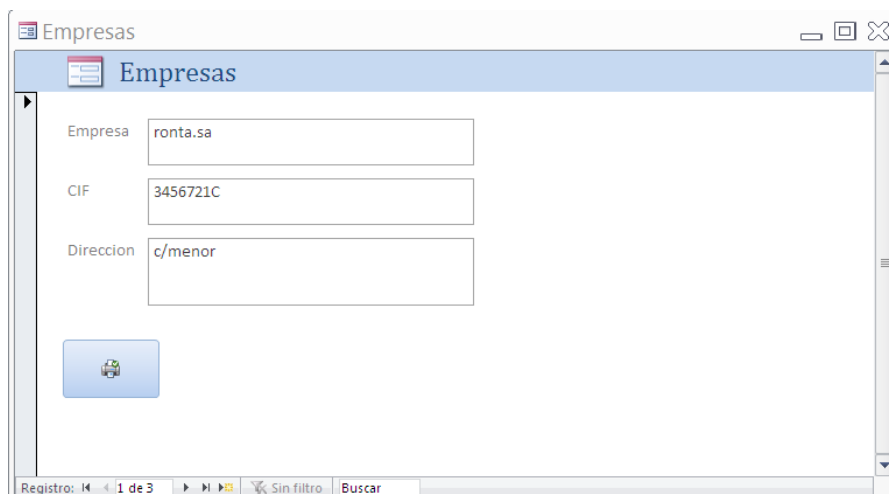 Empresas
Empresas
Empresa ronta.sa
CIF 3456721C
Direccion c/menor
Registro: 1 de 3 Sin filtro Buscar